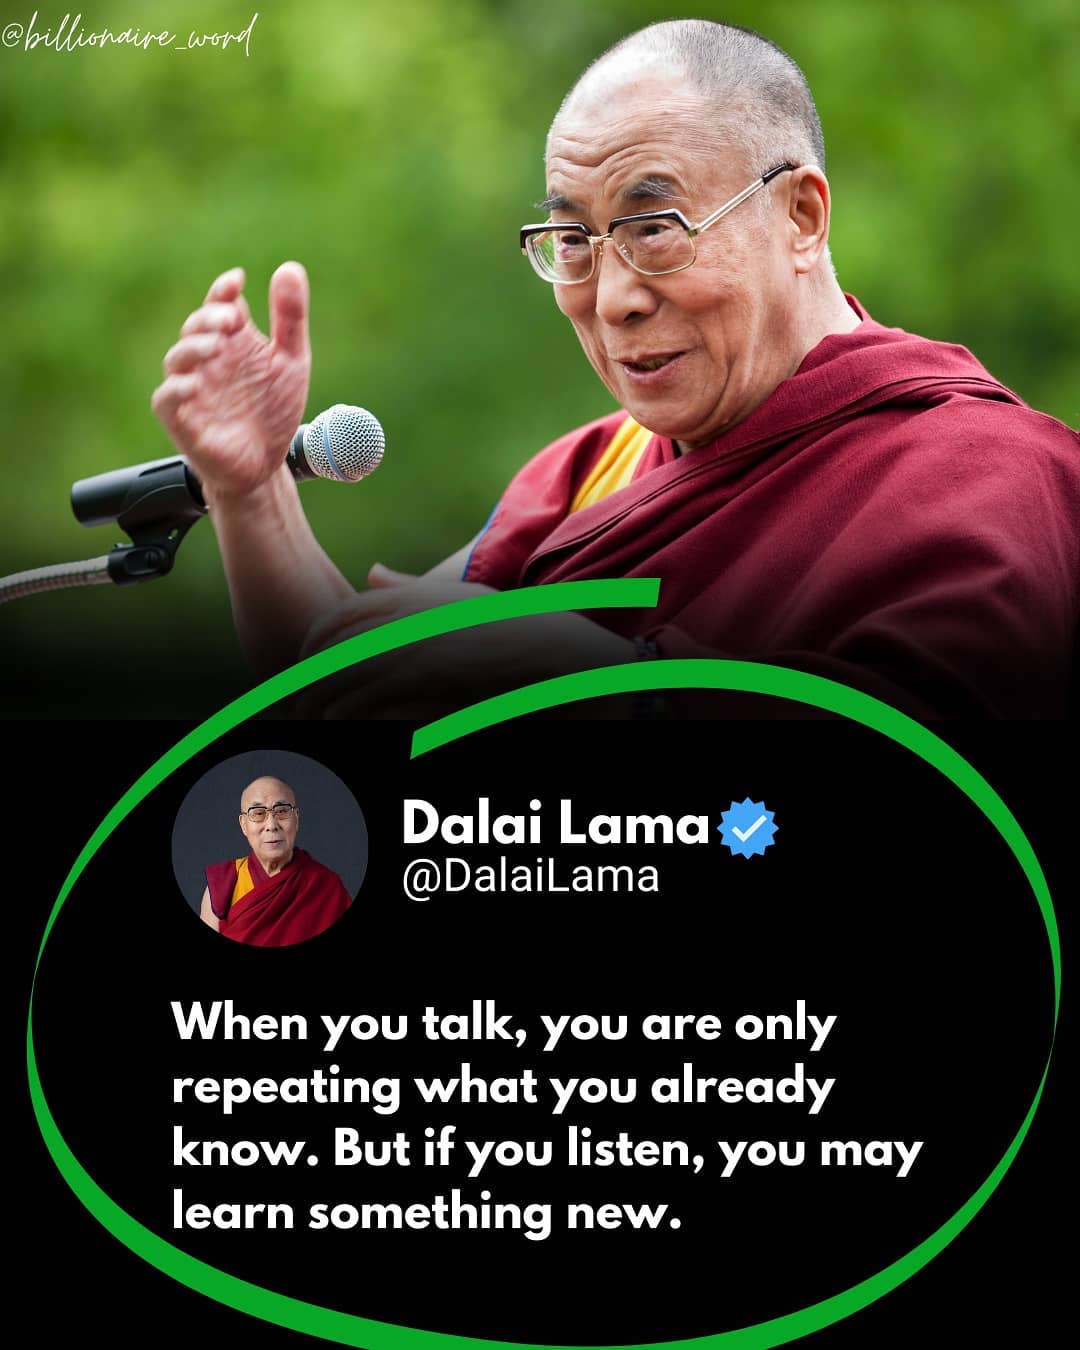 @billionaire_word
Dalai Lama
@DalaiLama
When you talk, you are only
repeating what you already
know. But if you listen, you may
learn something new.